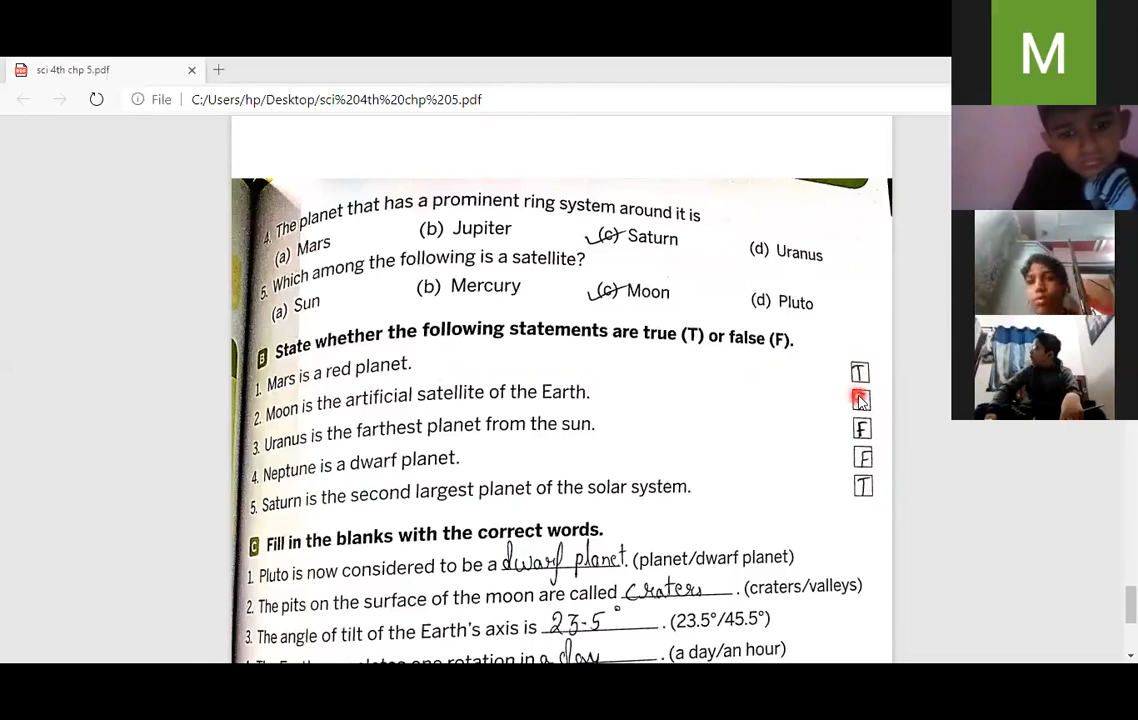 sci 4th chp 5.pdf
File C:/Users/hp/Desktop/sci%204th%20chp%205.pdf
M
4. The planet that has a prominent ring system around it is
(a) Mars (b) Jupiter (c) Saturn (d) Uranus
5. Which among the following is a satellite?
(a) Sun (b) Mercury (c) Moon (d) Pluto
B State whether the following statements are true (T) or false (F).
1. Mars is a red planet. T
2. Moon is the artificial satellite of the Earth.
3. Uranus is the farthest planet from the sun. F
4. Neptune is a dwarf planet. F
5. Saturn is the second largest planet of the solar system. T
C Fill in the blanks with the correct words.
1. Pluto is now considered to be a dwarf planet. (planet/dwarf planet)
2. The pits on the surface of the moon are called craters. (craters/valleys)
3. The angle of tilt of the Earth's axis is 23.5°. (23.5°/45.5°)
one rotation in a day. (a day/an hour)